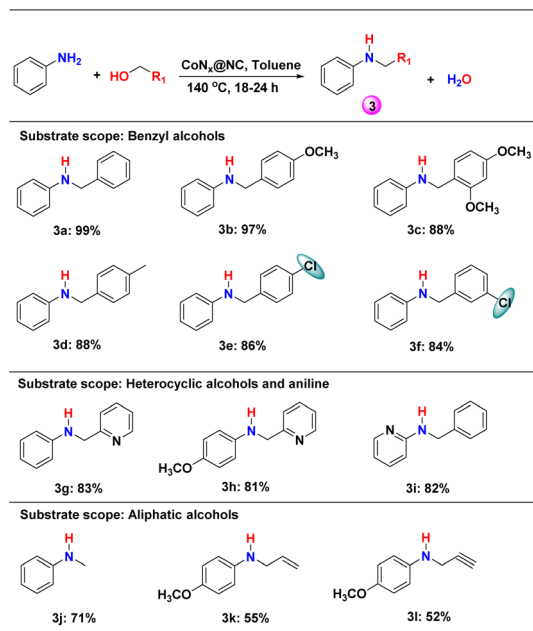 NH2 + HO R1 CoNx@NC, Toluene 140 °C, 18-24 h H N R1 + H2O
3
Substrate scope: Benzyl alcohols
H N H N OCH3 H N OCH3 OCH3
3a: 99% 3b: 97% 3c: 88%
H N H N Cl H N Cl
3d: 88% 3e: 86% 3f: 84%
Substrate scope: Heterocyclic alcohols and aniline
H N N H N N H3CO N H N
3g: 83% 3h: 81% 3i: 82%
Substrate scope: Aliphatic alcohols
H N H N H3CO H N H3CO
3j: 71% 3k: 55% 3l: 52%